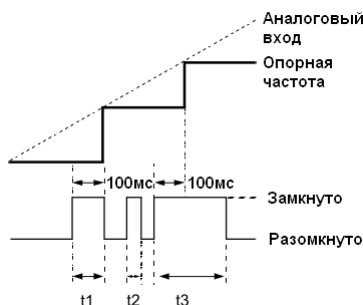 Аналоговый
вход
Опорная
частота
100мс
100мс
Замкнуто
Разомкнуто
t1
t2
t3